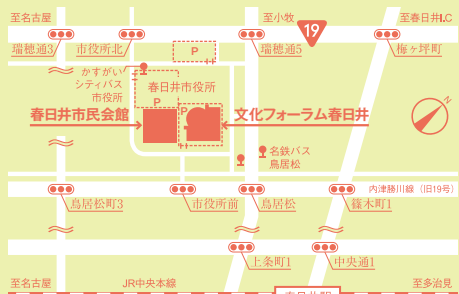 至名古屋
至小牧
至春日井I.C
19
瑞穂通3
市役所北
瑞穂通5
梅ヶ坪町
P
かすがい
シティバス
市役所
春日井市役所
P
P
春日井市民会館
文化フォーラム春日井
N
名鉄バス
鳥居松
内津勝川線（旧19号）
鳥居松町3
市役所前
鳥居松
篠木町1
上条町1
中央通1
至名古屋
JR中央本線
至多治見